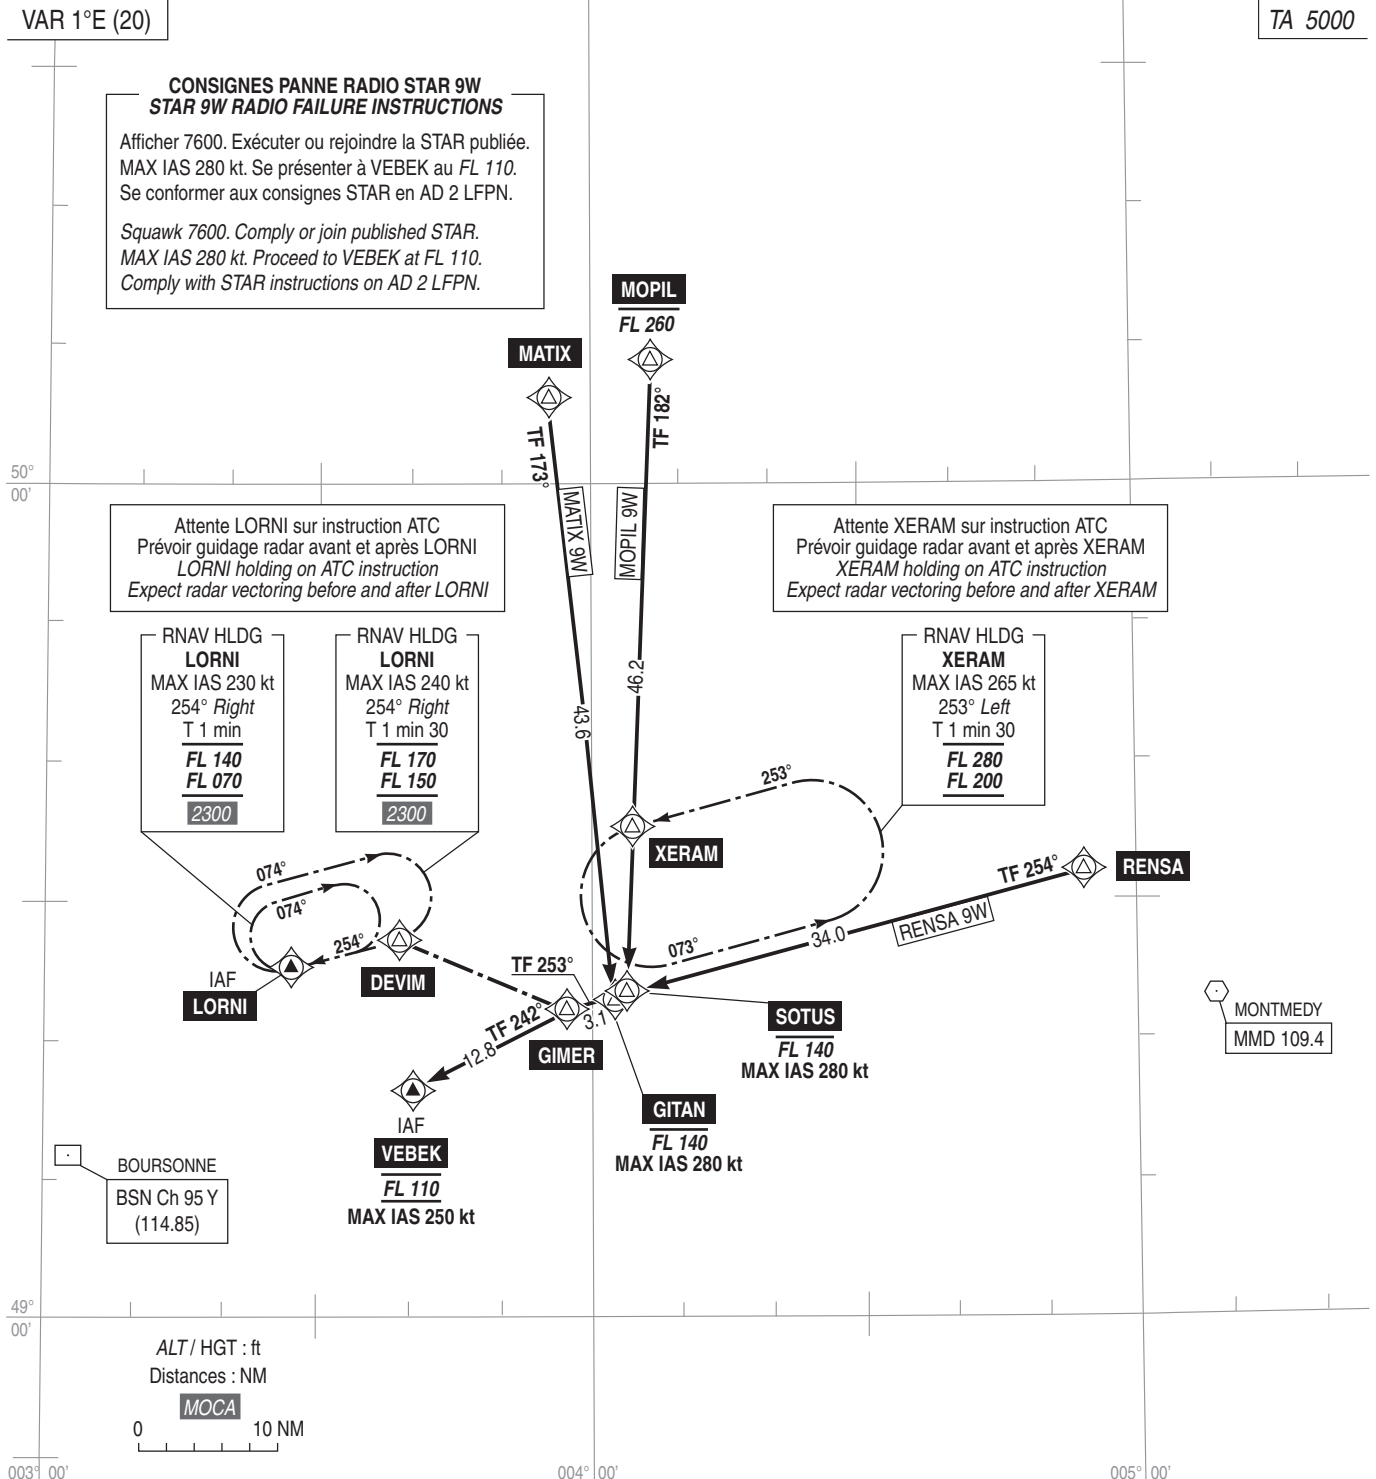 VAR 1°E (20)
TA 5000
CONSIGNES PANNE RADIO STAR 9W
STAR 9W RADIO FAILURE INSTRUCTIONS
Afficher 7600. Exécuter ou rejoindre la STAR publiée.
MAX IAS 280 kt. Se présenter à VEBEK au FL 110.
Se conformer aux consignes STAR en AD 2 LFPN.
Squawk 7600. Comply or join published STAR.
MAX IAS 280 kt. Proceed to VEBEK at FL 110.
Comply with STAR instructions on AD 2 LFPN.
MOPIL
FL 260
MATIX
TF 182°
TF 173°
50°
00'
MATIX 9W
MOPIL 9W
Attente LORNI sur instruction ATC
Prévoir guidage radar avant et après LORNI
LORNI holding on ATC instruction
Expect radar vectoring before and after LORNI
Attente XERAM sur instruction ATC
Prévoir guidage radar avant et après XERAM
XERAM holding on ATC instruction
Expect radar vectoring before and after XERAM
RNAV HLDG
LORNI
MAX IAS 230 kt
254° Right
T 1 min
FL 140
FL 070
2300
RNAV HLDG
LORNI
MAX IAS 240 kt
254° Right
T 1 min 30
FL 170
FL 150
2300
RNAV HLDG
XERAM
MAX IAS 265 kt
253° Left
T 1 min 30
FL 280
FL 200
46.2
43.6
253°
XERAM
074°
074°
254°
TF 254°
RENSA
RENSA 9W
34.0
073°
IAF
LORNI
DEVIM
TF 253°
3.1
TF 242°
12.8
GIMER
SOTUS
FL 140
MAX IAS 280 kt
MONTMEDY
MMD 109.4
GITAN
FL 140
MAX IAS 280 kt
IAF
VEBEK
FL 110
MAX IAS 250 kt
BOURSONNE
BSN Ch 95 Y
(114.85)
49°
00'
ALT / HGT : ft
Distances : NM
MOCA
0 10 NM
003° 00'
004° 00'
005° 00'